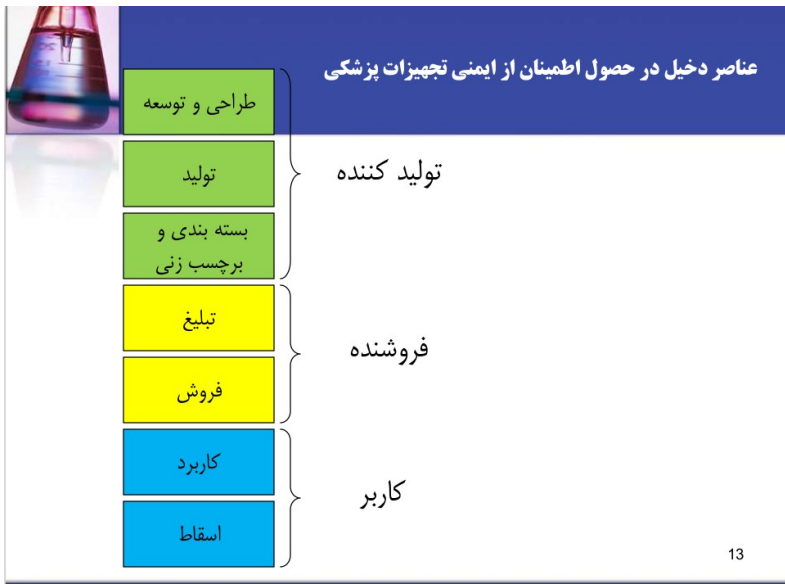 عناصر دخیل در حصول اطمینان از ایمنی تجهیزات پزشکی
طراحی و توسعه
تولید
بسته بندی و
برچسب زنی
تولید کننده
تبلیغ
فروش
فروشنده
کاربرد
اسقاط
کاربر
13